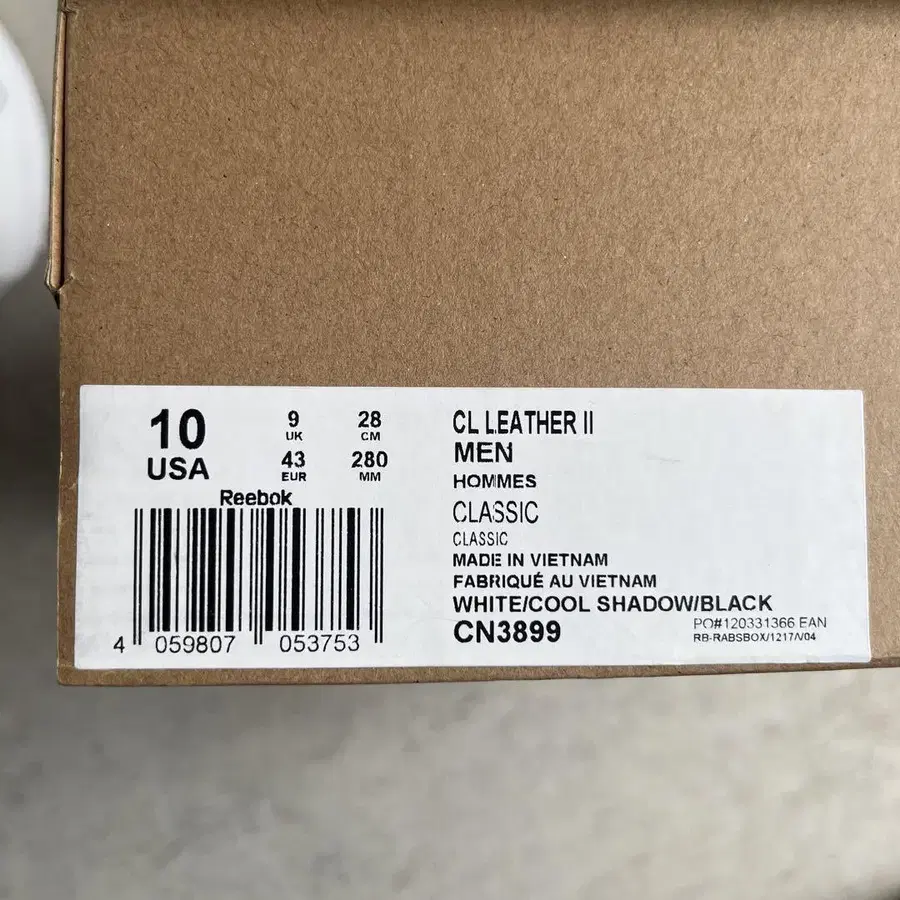 10
USA
9
UK
28
CM
43
EUR
280
MM
Reebok
4 059807 053753
CL LEATHER II
MEN
HOMMES
CLASSIC
CLASSIC
MADE IN VIETNAM
FABRIQUÉ AU VIETNAM
WHITE/COOL SHADOW/BLACK
CN3899
PO#120331366 EAN
RB-RABSBOX/1217/V04